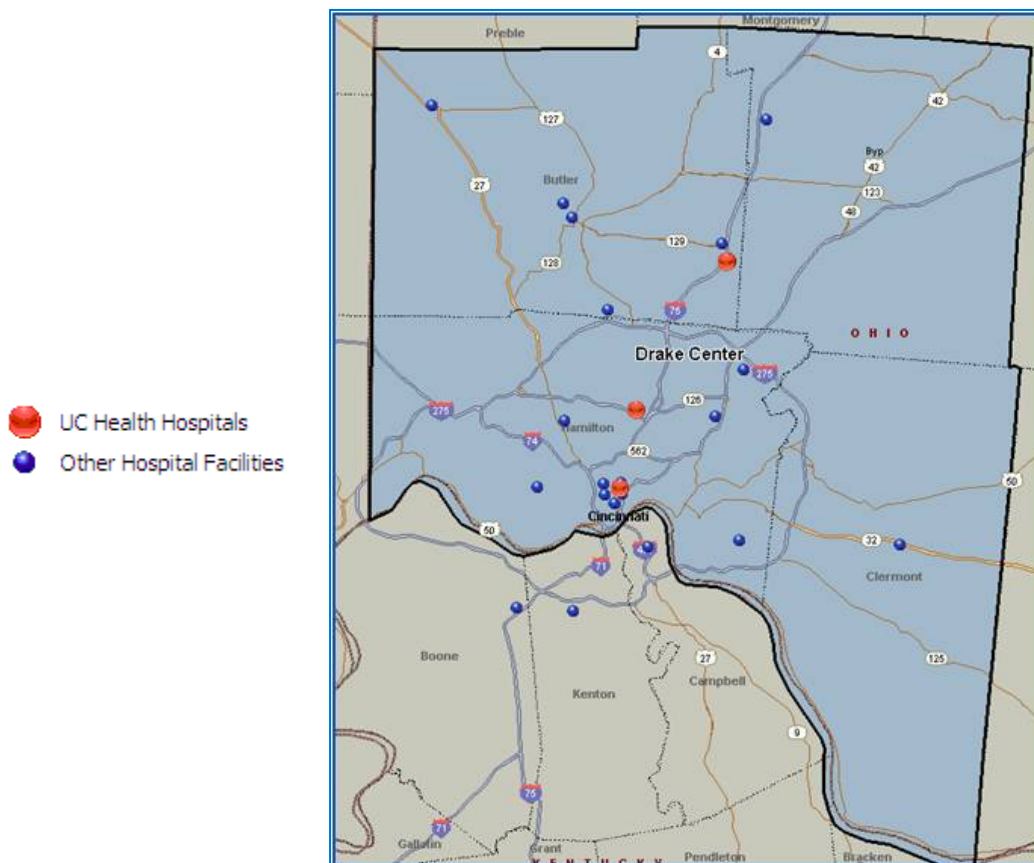 Montgomery
Preble
4
42
127
Byp
42
27
Butler
123
48
129
128
75
OHIO
Drake Center
275
126
UC Health Hospitals
275
Hamilton
74
Other Hospital Facilities
562
50
Cincinnati
50
32
71
Clermont
Boone
27
125
Campbell
Kenton
9
75
71
Gallatin
Grant
KENTUCKY
Pendleton
Bracken